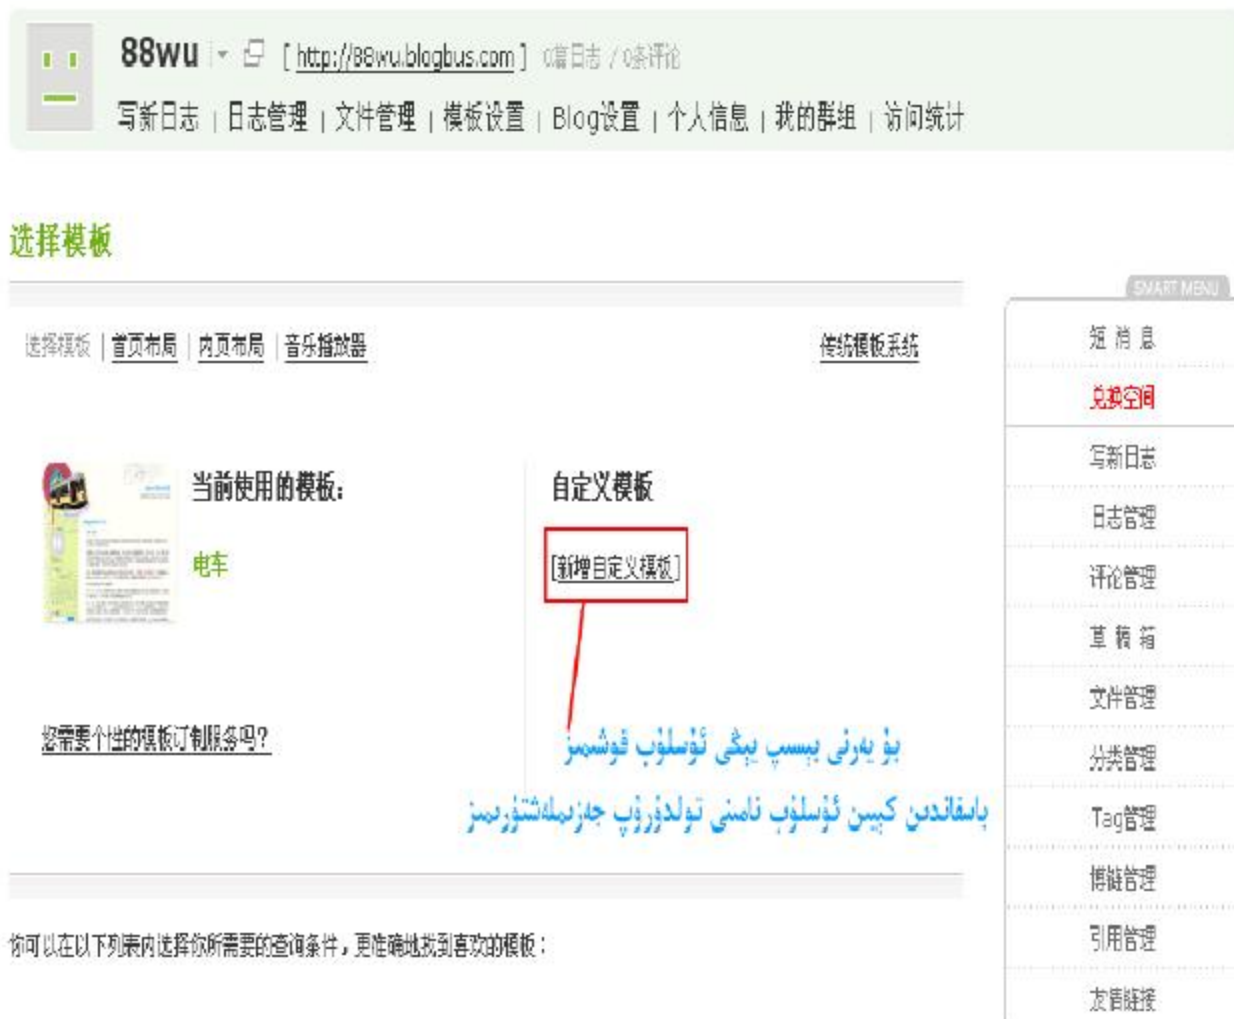 88wu [ http://88wu.blogbus.com ] 0篇日志 / 0条评论
写新日志 | 日志管理 | 文件管理 | 模板设置 | Blog设置 | 个人信息 | 我的群组 | 访问统计
选择模板
SMART MENU
选择模板 | 首页布局 | 内页布局 | 音乐播放器
传统模板系统
当前使用的模板:
电车
您需要个性的模板订制服务吗?
自定义模板
[新增自定义模板]
بۇ يەرنى بېسىپ يېڭى ئۇسلۇب قوشىمىز
باسقاندىن كېيىن ئۇسلۇب نامىنى تولدۇرۇپ جەزىملەشتۈرىمىز
你可以在以下列表内选择你所需要的查询条件，更准确地找到喜欢的模板：
短消息
兑换空间
写新日志
日志管理
评论管理
草稿箱
文件管理
分类管理
Tag管理
博链管理
引用管理
友情链接